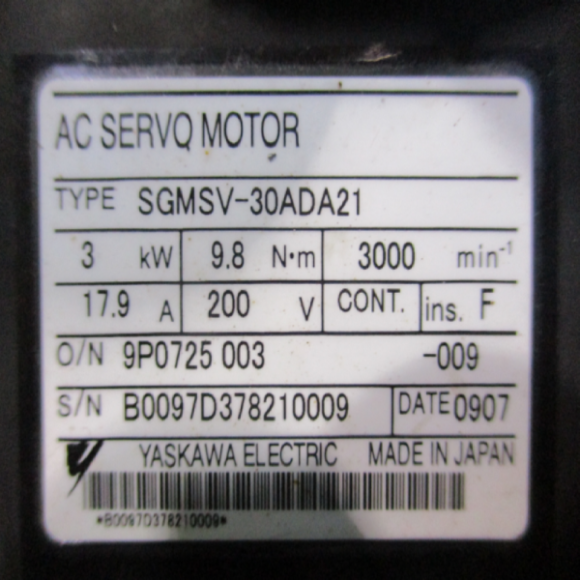 AC SERVO MOTOR
TYPE SGMSV-30ADA21
3 kW 9.8 N·m 3000 min⁻¹
17.9 A 200 V CONT. ins. F
O/N 9P0725 003 -009
S/N B0097D378210009 DATE 0907
YASKAWA ELECTRIC MADE IN JAPAN
*B0097D378210009*